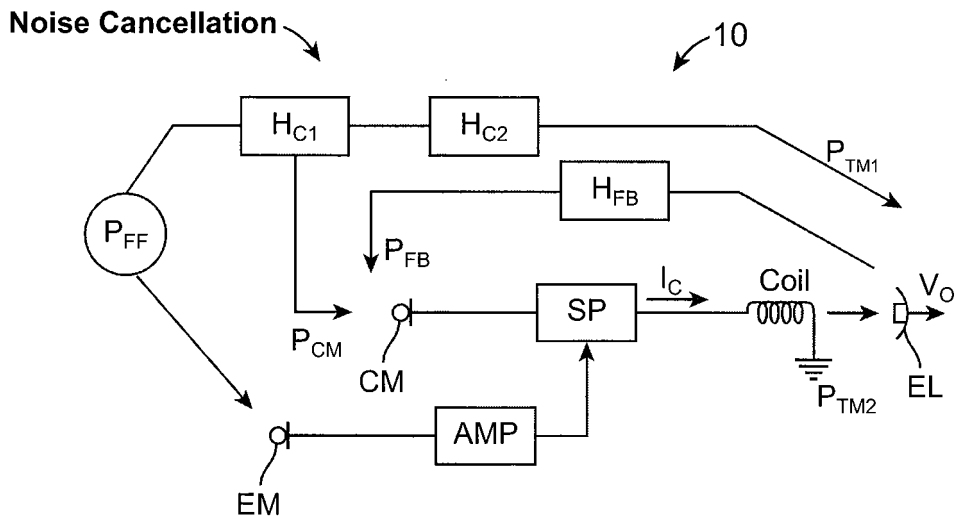 Noise Cancellation
10
H_C1
H_C2
P_TM1
H_FB
P_FF
P_FB
I_C
Coil
V_O
SP
P_CM
CM
EL
P_TM2
AMP
EM